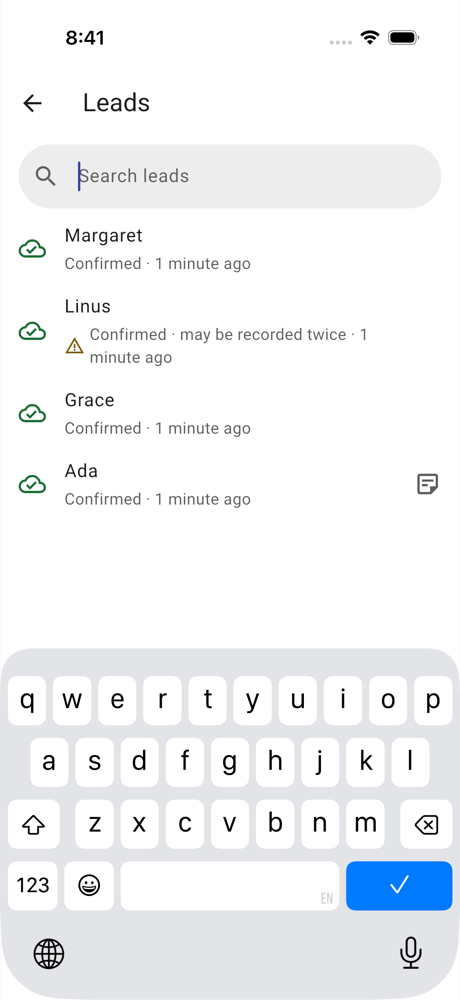 8:41
Leads
Search leads
Margaret
Confirmed · 1 minute ago
Linus
Confirmed · may be recorded twice · 1
minute ago
Grace
Confirmed · 1 minute ago
Ada
Confirmed · 1 minute ago
q w e r t y u i o p
a s d f g h j k l
z x c v b n m
123
EN